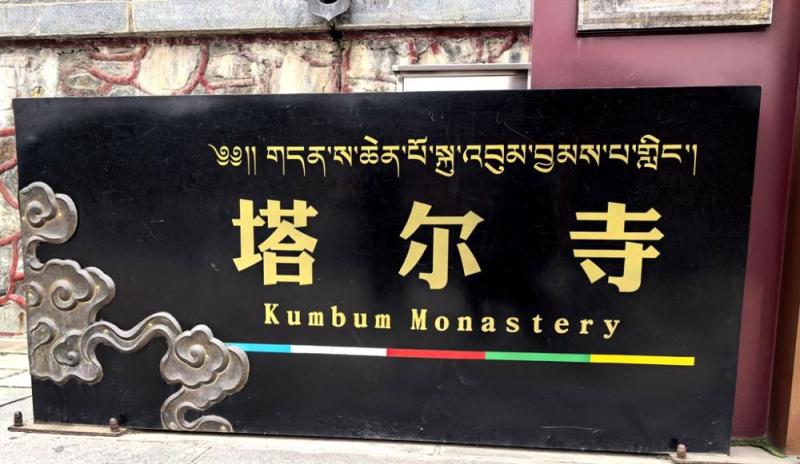 ༄༅།། གདན་ས་ཆེན་པོ་སྐུ་འབུམ་བྱམས་པ་གླིང་།
塔尔寺
Kumbum Monastery